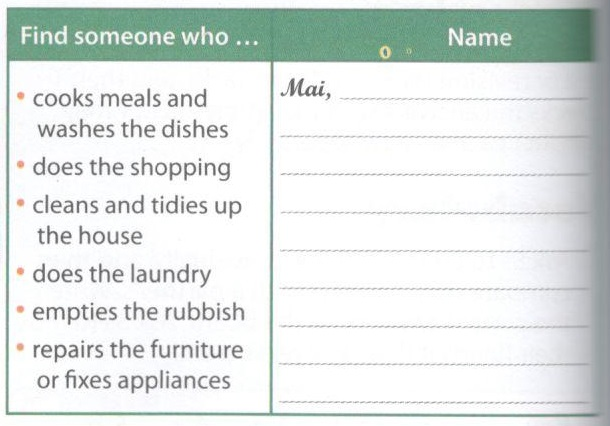 Find someone who ... Name
• cooks meals and
washes the dishes
Mai,
• does the shopping
• cleans and tidies up
the house
• does the laundry
• empties the rubbish
• repairs the furniture
or fixes appliances